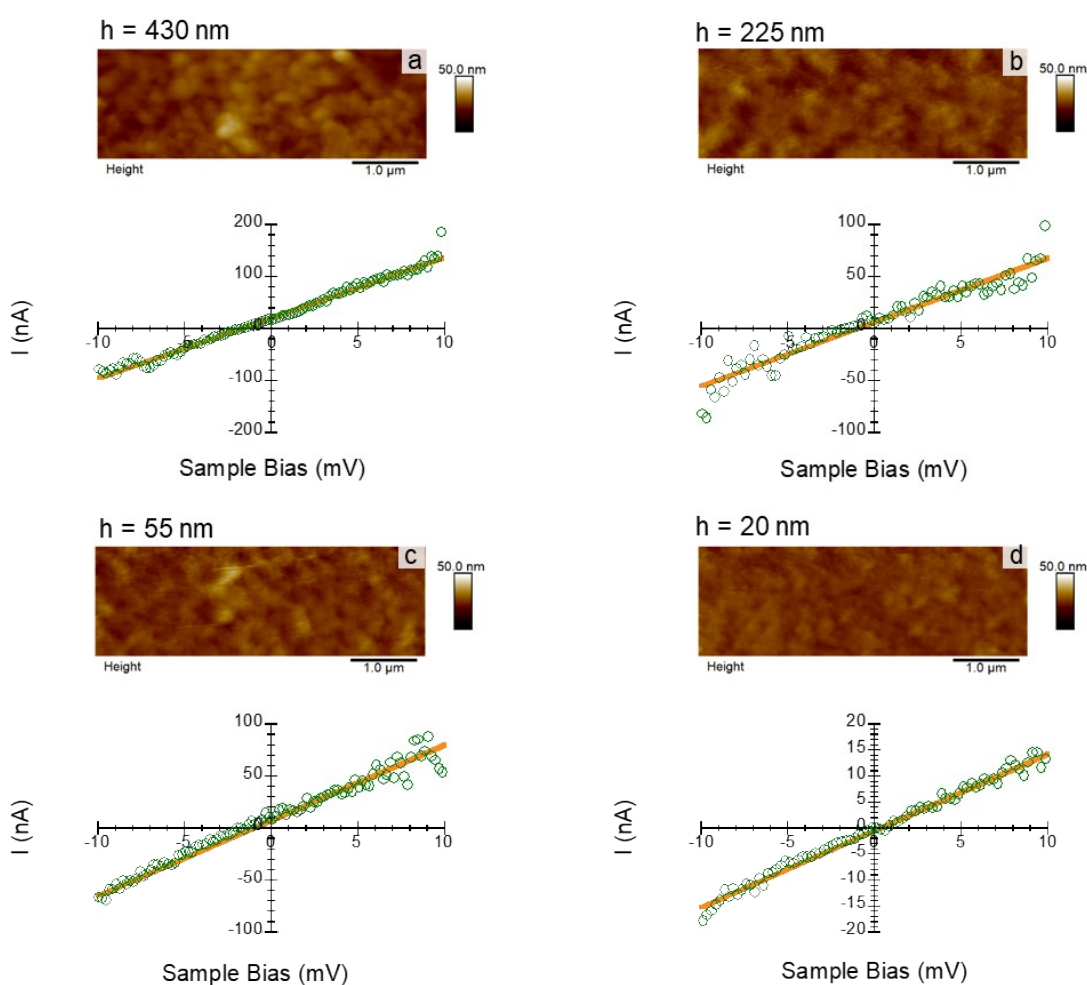 h = 430 nm
a
50.0 nm
Height
1.0 µm
200
100
-10
-5
0
5
10
-100
-200
I (nA)
Sample Bias (mV)
h = 225 nm
b
50.0 nm
Height
1.0 µm
100
50
-10
-5
0
5
10
-50
-100
I (nA)
Sample Bias (mV)
h = 55 nm
c
50.0 nm
Height
1.0 µm
100
50
-10
-5
0
5
10
-50
-100
I (nA)
Sample Bias (mV)
h = 20 nm
d
50.0 nm
Height
1.0 µm
20
15
10
5
-10
-5
0
5
10
-5
-10
-15
-20
I (nA)
Sample Bias (mV)